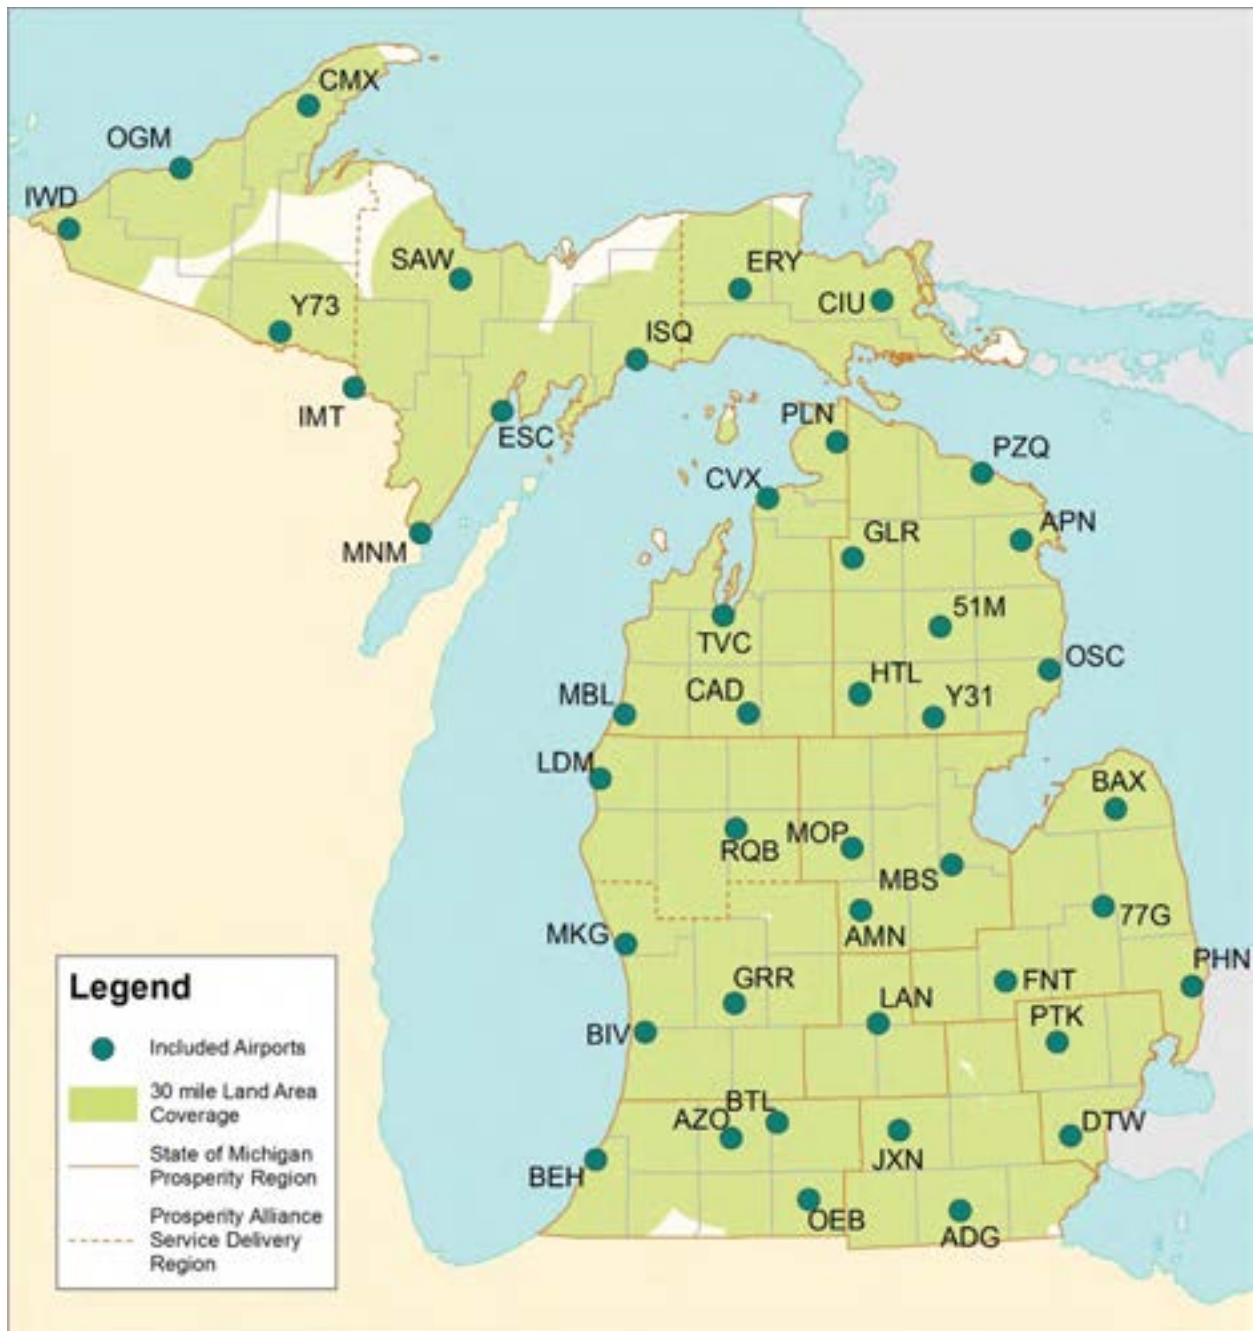 CMX
OGM
IWD
SAW
ERY
CIU
Y73
ISQ
IMT
ESC
PLN
PZQ
CVX
APN
MNM
GLR
51M
TVC
OSC
HTL
MBL
CAD
Y31
LDM
BAX
RQB
MOP
MBS
77G
AMN
MKG
PHN
GRR
FNT
LAN
PTK
BIV
BTL
AZO
DTW
JXN
BEH
OEB
ADG
Legend
Included Airports
30 mile Land Area
Coverage
State of Michigan
Prosperity Region
Prosperity Alliance
Service Delivery
Region